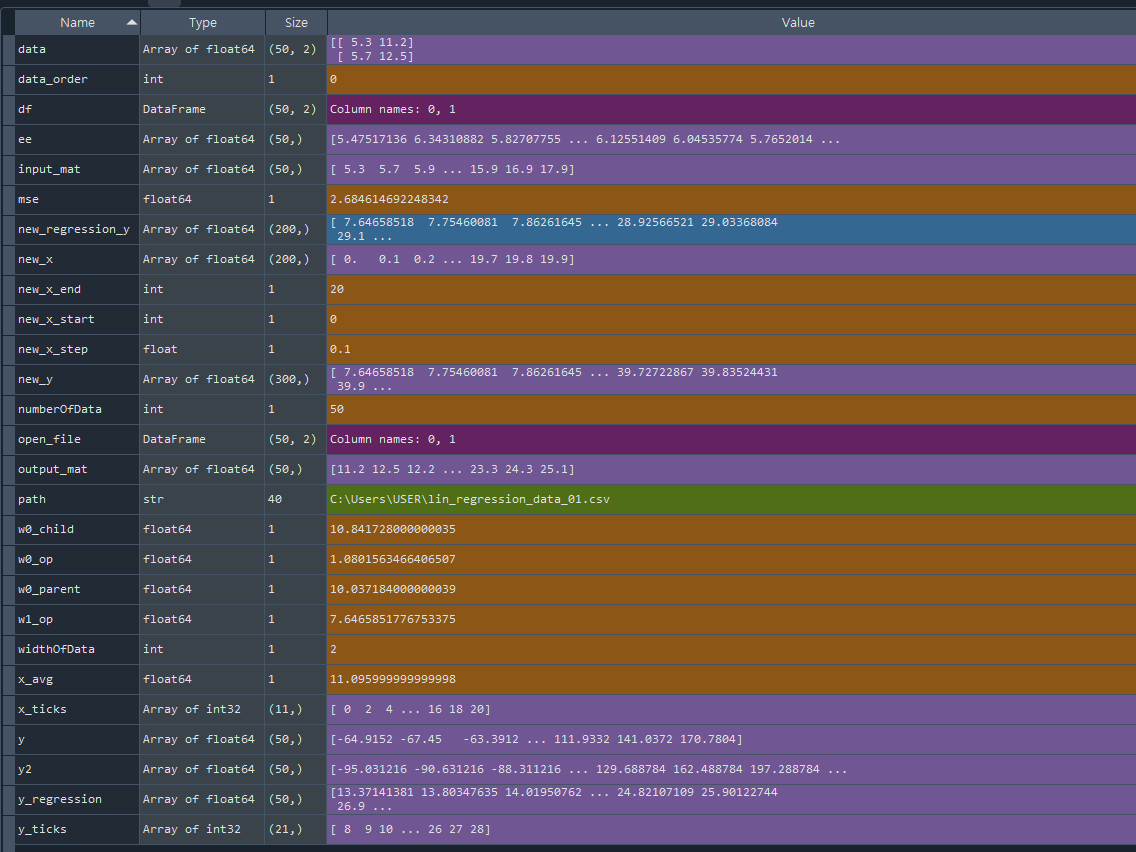 Name Type Size Value
data Array of float64 (50, 2) [[ 5.3 11.2]
[ 5.7 12.5]
data_order int 1 0
df DataFrame (50, 2) Column names: 0, 1
ee Array of float64 (50,) [5.47517136 6.34310882 5.82707755 ... 6.12551409 6.04535774 5.7652014 ...
input_mat Array of float64 (50,) [ 5.3 5.7 5.9 ... 15.9 16.9 17.9]
mse float64 1 2.684614692248342
new_regression_y Array of float64 (200,) [ 7.64658518 7.75460081 7.86261645 ... 28.92566521 29.03368084
29.1 ...
new_x Array of float64 (200,) [ 0. 0.1 0.2 ... 19.7 19.8 19.9]
new_x_end int 1 20
new_x_start int 1 0
new_x_step float 1 0.1
new_y Array of float64 (300,) [ 7.64658518 7.75460081 7.86261645 ... 39.72722867 39.83524431
39.9 ...
numberOfData int 1 50
open_file DataFrame (50, 2) Column names: 0, 1
output_mat Array of float64 (50,) [11.2 12.5 12.2 ... 23.3 24.3 25.1]
path str 40 C:\Users\USER\lin_regression_data_01.csv
w0_child float64 1 10.841728000000035
w0_op float64 1 1.0801563466406507
w0_parent float64 1 10.037184000000039
w1_op float64 1 7.6465851776753375
widthOfData int 1 2
x_avg float64 1 11.095999999999998
x_ticks Array of int32 (11,) [ 0 2 4 ... 16 18 20]
y Array of float64 (50,) [-64.9152 -67.45 -63.3912 ... 111.9332 141.0372 170.7804]
y2 Array of float64 (50,) [-95.031216 -90.631216 -88.311216 ... 129.688784 162.488784 197.288784 ...
y_regression Array of float64 (50,) [13.37141381 13.80347635 14.01950762 ... 24.82107109 25.90122744
26.9 ...
y_ticks Array of int32 (21,) [ 8 9 10 ... 26 27 28]